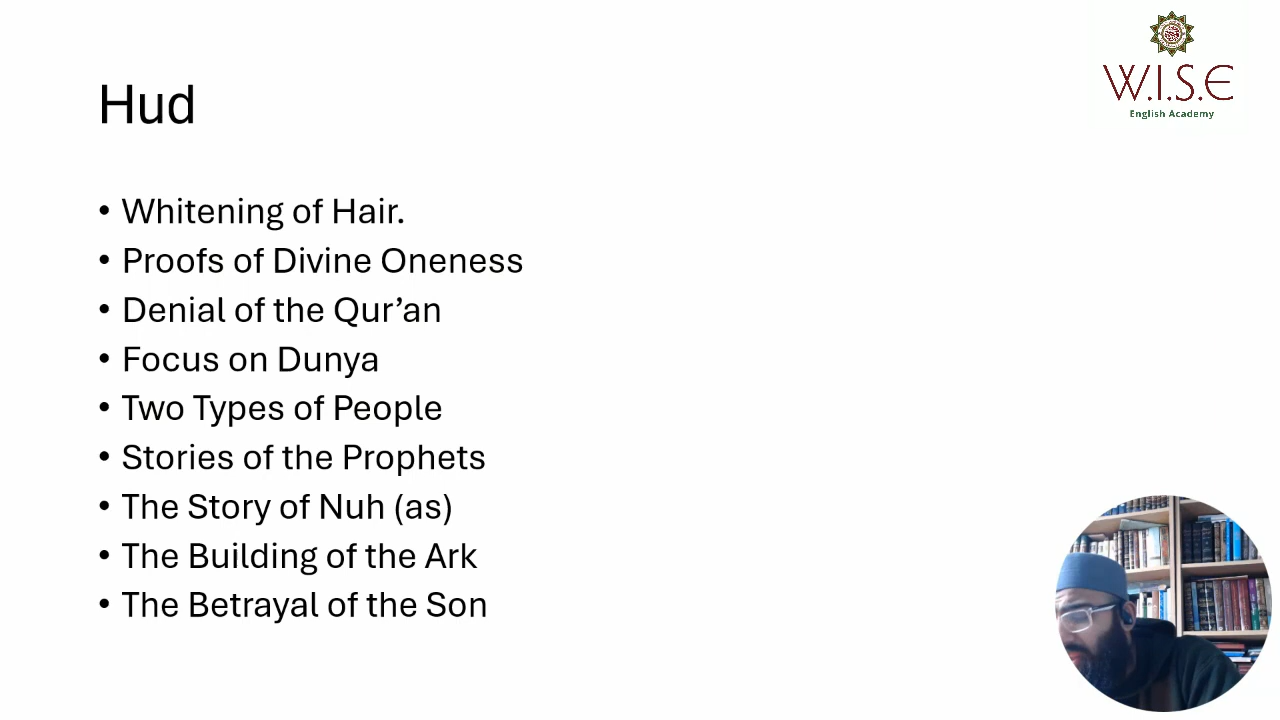 W.I.S.E
English Academy
Hud
• Whitening of Hair.
• Proofs of Divine Oneness
• Denial of the Qur’an
• Focus on Dunya
• Two Types of People
• Stories of the Prophets
• The Story of Nuh (as)
• The Building of the Ark
• The Betrayal of the Son